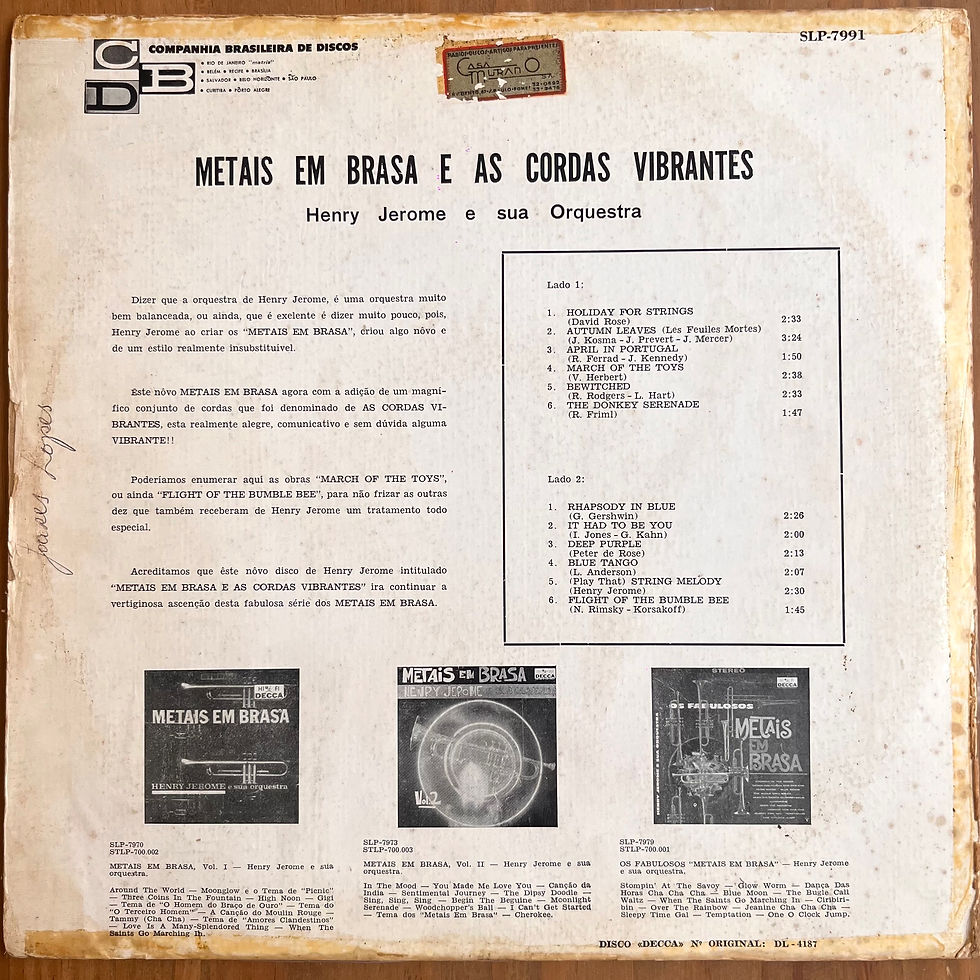 CBD
COMPANHIA BRASILEIRA DE DISCOS
• RIO DE JANEIRO "matriz"
• BELÉM • RECIFE • BRASÍLIA
• SALVADOR • BELO HORIZONTE • SÃO PAULO
• CURITIBA • PÔRTO ALEGRE
CASA
MURANO
SLP-7991
METAIS EM BRASA E AS CORDAS VIBRANTES
Henry Jerome e sua Orquestra
Dizer que a orquestra de Henry Jerome, é uma orquestra muito
bem balanceada, ou ainda, que é exelente é dizer muito pouco, pois,
Henry Jerome ao criar os “METAIS EM BRASA”, criou algo nôvo e
de um estilo realmente insubstituível.
Êste nôvo METAIS EM BRASA agora com a adição de um magní-
fico conjunto de cordas que foi denominado de AS CORDAS VI-
BRANTES, esta realmente alegre, comunicativo e sem dúvida alguma
VIBRANTE!!
Poderíamos enumerar aqui as obras “MARCH OF THE TOYS”,
ou ainda “FLIGHT OF THE BUMBLE BEE”, para não frizar as outras
dez que também receberam de Henry Jerome um tratamento todo
especial.
Acreditamos que êste nôvo disco de Henry Jerome intitulado
“METAIS EM BRASA E AS CORDAS VIBRANTES” ira continuar a
vertiginosa ascenção desta fabulosa série dos METAIS EM BRASA.
Lado 1:
1. HOLIDAY FOR STRINGS
(David Rose) 2:33
2. AUTUMN LEAVES (Les Feuilles Mortes)
(J. Kosma - J. Prevert - J. Mercer) 3:24
3. APRIL IN PORTUGAL
(R. Ferrad - J. Kennedy) 1:50
4. MARCH OF THE TOYS
(V. Herbert) 2:38
5. BEWITCHED
(R. Rodgers - L. Hart) 2:33
6. THE DONKEY SERENADE
(R. Friml) 1:47
Lado 2:
1. RHAPSODY IN BLUE
(G. Gershwin) 2:26
2. IT HAD TO BE YOU
(I. Jones - G. Kahn) 2:00
3. DEEP PURPLE
(Peter de Rose) 2:13
4. BLUE TANGO
(L. Anderson) 2:07
5. (Play That) STRING MELODY
(Henry Jerome) 2:30
6. FLIGHT OF THE BUMBLE BEE
(N. Rimsky - Korsakoff) 1:45
Lopes
HI-FI
DECCA
METAIS EM BRASA
HENRY JEROME e sua orquestra
SLP-7970
STLP-700.002
METAIS EM BRASA, Vol. I — Henry Jerome e sua
orquestra.
Around The World — Moonglow e o Tema de “Picnic”
— Three Coins In The Fountain — High Noon — Gigi
— Tema de “O Homem do Braço de Ouro” — Tema do
“O Terceiro Homem” — A Canção do Moulin Rouge —
Tammy (Cha Cha) — Tema de “Amores Clandestinos”
— Love Is A Many-Splendored Thing — When The
Saints Go Marching In.
METAIS EM BRASA
DECCA
HENRY JEROME
Vol. 2
SLP-7973
STLP-700.003
METAIS EM BRASA, Vol. II — Henry Jerome e sua
orquestra.
In The Mood — You Made Me Love You — Canção da
India — Sentimental Journey — The Dipsy Doodle —
Sing, Sing, Sing — Begin The Beguine — Moonlight
Serenade — Woodchopper's Ball — I Can't Get Started
— Tema dos “Metais Em Brasa” — Cherokee.
STEREO
DECCA
OS FABULOSOS
METAIS
EM
BRASA
SLP-7979
STLP-700.001
OS FABULOSOS “METAIS EM BRASA” — Henry Jerome
e sua orquestra.
Stompin' At The Savoy — Glow Worm — Dança Das
Horas Cha Cha Cha — Blue Moon — The Bugle Call
Waltz — When The Saints Go Marching In — Ciribiri-
bin — Over The Rainbow — Jeanine Cha Cha Cha —
Sleepy Time Gal — Temptation — One O Clock Jump.
DISCO «DECCA» Nº ORIGINAL: DL-4187